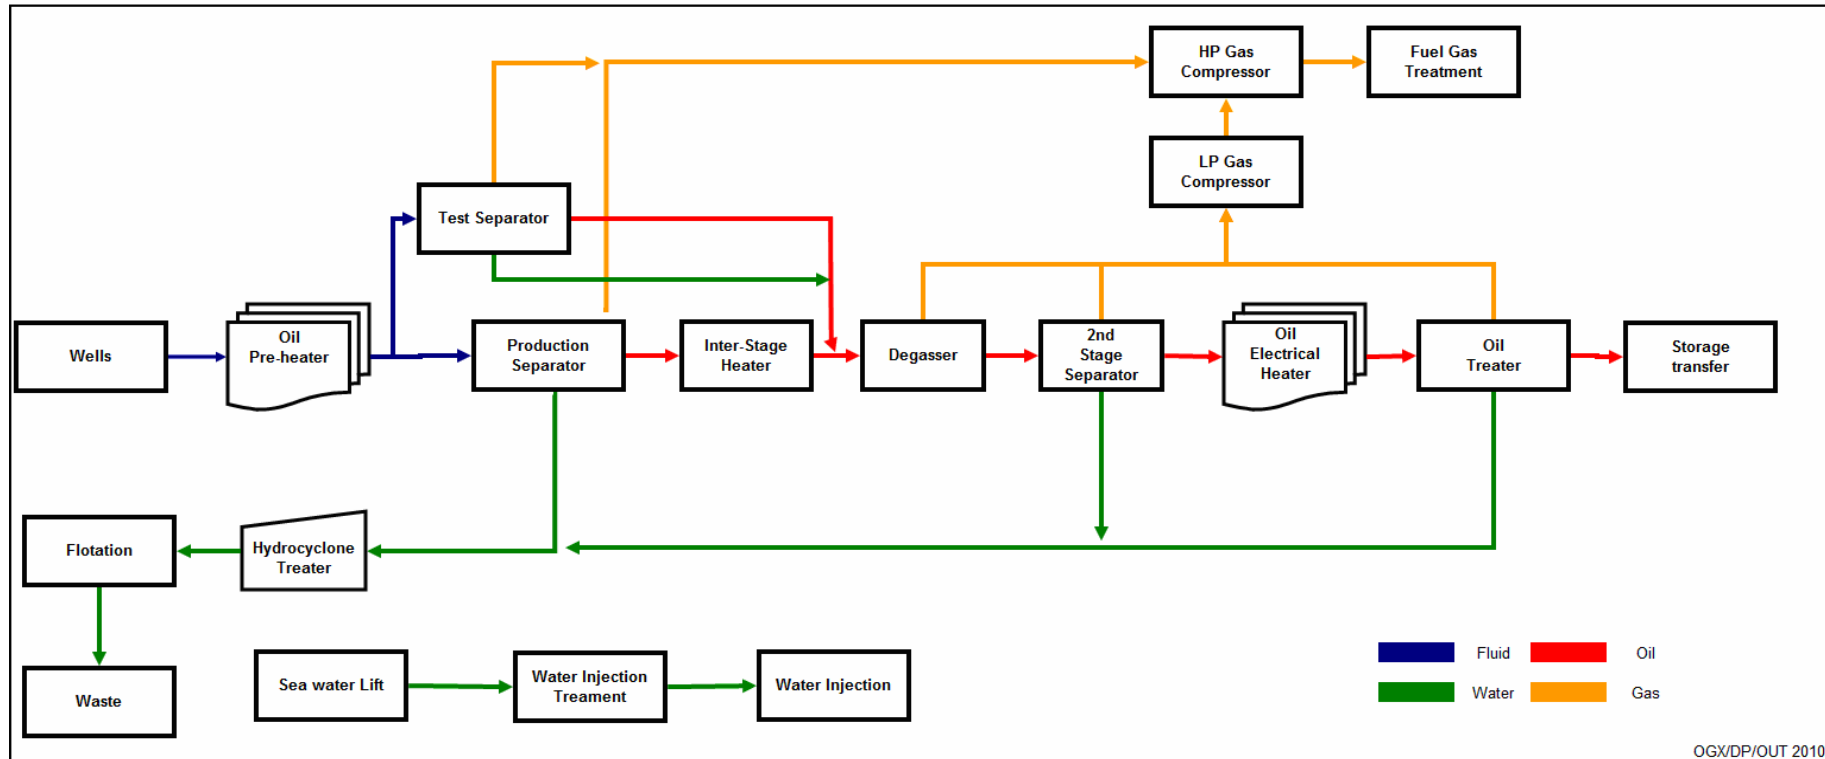 HP Gas
Compressor
Fuel Gas
Treatment
LP Gas
Compressor
Test Separator
Wells
Oil
Pre-heater
Production
Separator
Inter-Stage
Heater
Degasser
2nd
Stage
Separator
Oil
Electrical
Heater
Oil
Treater
Storage
transfer
Flotation
Hydrocyclone
Treater
Waste
Sea water Lift
Water Injection
Treament
Water Injection
Fluid
Oil
Water
Gas
OGX/DP/OUT 2010